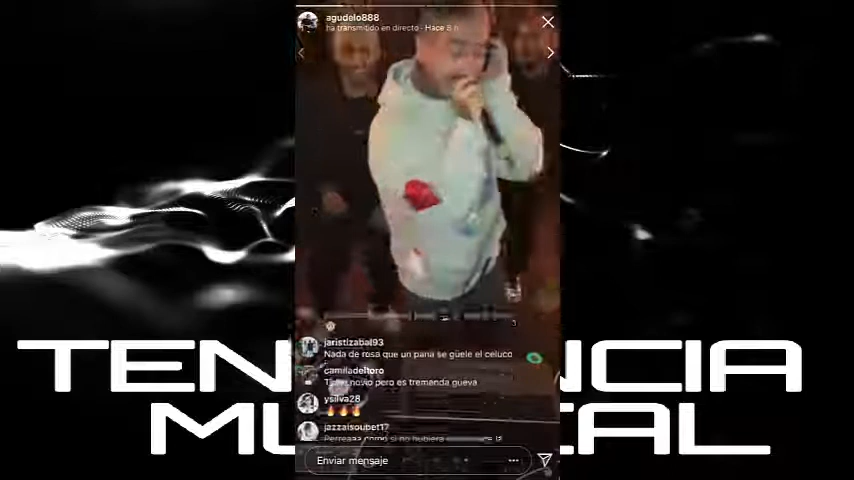 agudelo888
ha transmitido en directo · Hace 8 h
jaristizabal93
Nada de rosa que un pana se güele el celuco
camiladeltoro
novio pero es tremenda gueva
ysilva28
🔥🔥🔥
jazzaisoubet17
Perreaaa como si no hubiera
Enviar mensaje
TEN CIA
MU AL